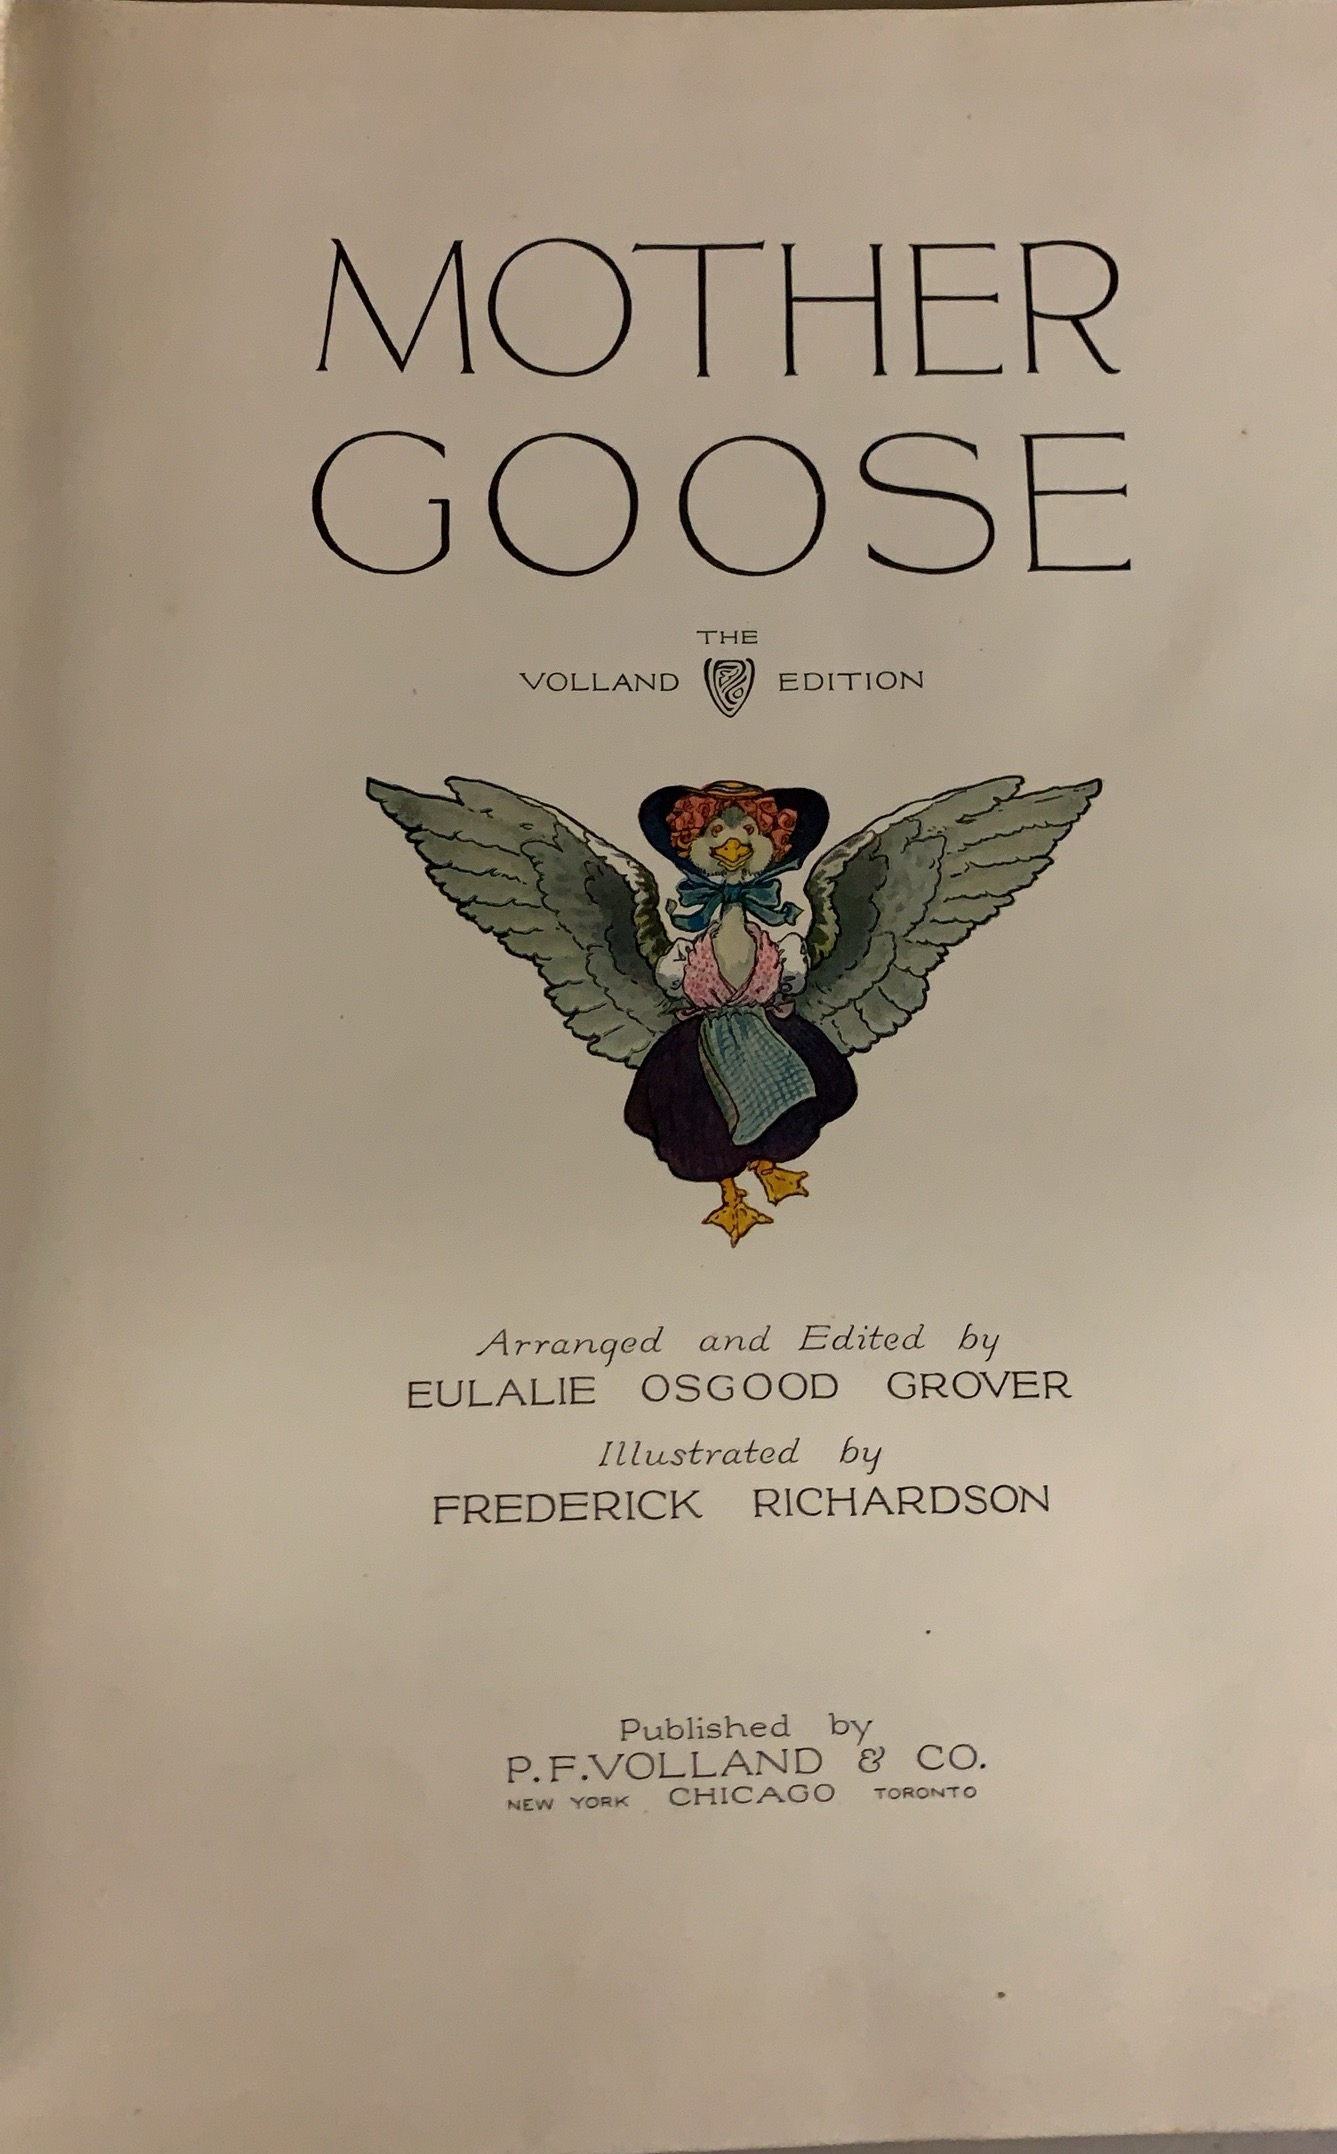 MOTHER
GOOSE
THE
VOLLAND EDITION
Arranged and Edited by
EULALIE OSGOOD GROVER
Illustrated by
FREDERICK RICHARDSON
Published by
P. F. VOLLAND & CO.
NEW YORK CHICAGO TORONTO